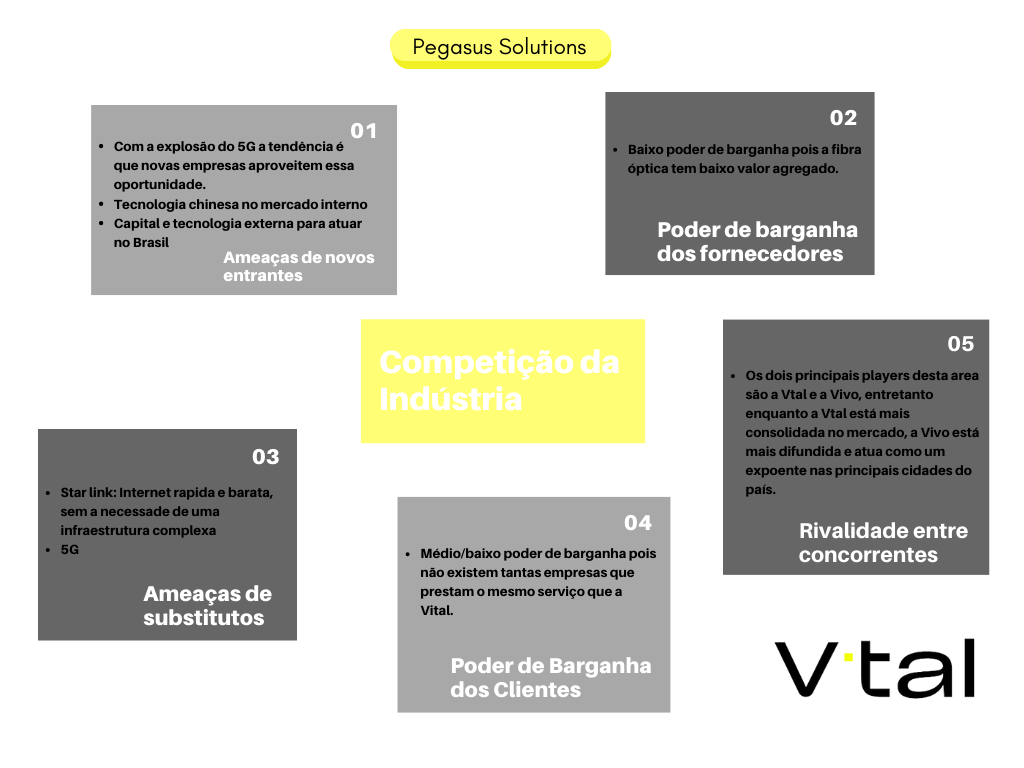 Pegasus Solutions
01
• Com a explosão do 5G a tendência é
que novas empresas aproveitem essa
oportunidade.
• Tecnologia chinesa no mercado interno
• Capital e tecnologia externa para atuar
no Brasil
Ameaças de novos
entrantes
02
• Baixo poder de barganha pois a fibra
óptica tem baixo valor agregado.
Poder de barganha
dos fornecedores
Competição da
Indústria
03
• Star link: Internet rapida e barata,
sem a necessade de uma
infraestrutura complexa
• 5G
Ameaças de
substitutos
04
• Médio/baixo poder de barganha pois
não existem tantas empresas que
prestam o mesmo serviço que a
Vital.
Poder de Barganha
dos Clientes
05
• Os dois principais players desta area
são a Vtal e a Vivo, entretanto
enquanto a Vtal está mais
consolidada no mercado, a Vivo está
mais difundida e atua como um
expoente nas principais cidades do
país.
Rivalidade entre
concorrentes
V·tal